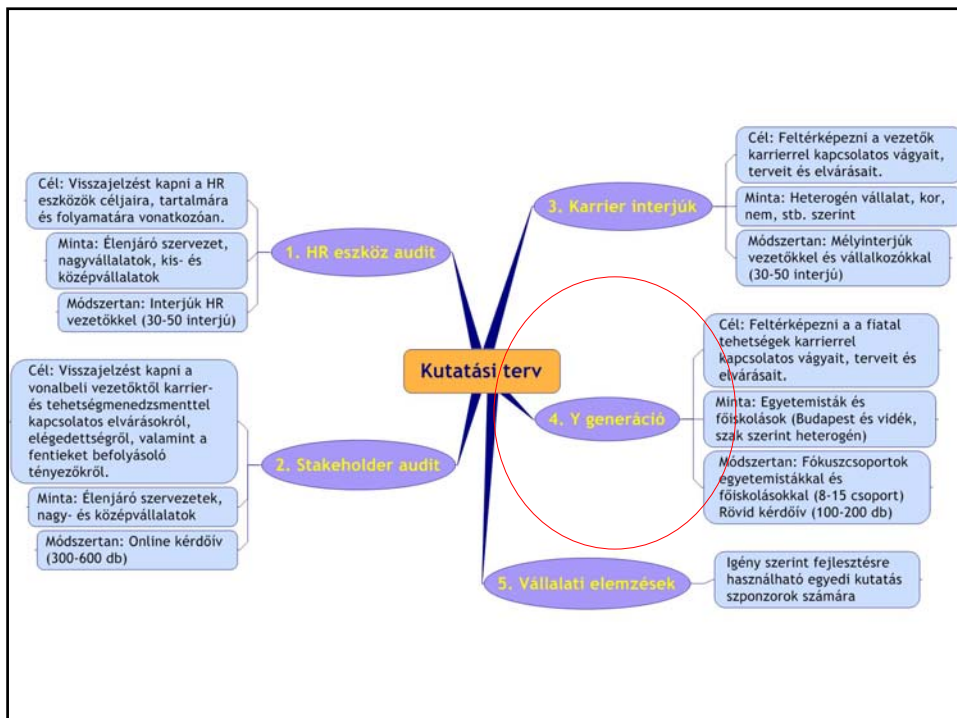 Kutatási terv
1. HR eszköz audit
Cél: Visszajelzést kapni a HR
eszközök céljaira, tartalmára
és folyamatára vonatkozóan.
Minta: Élenjáró szervezet,
nagyvállalatok, kis- és
középvállalatok
Módszertan: Interjúk HR
vezetőkkel (30-50 interjú)
2. Stakeholder audit
Cél: Visszajelzést kapni a
vonalbeli vezetőktől karrier-
és tehetségmenedzsmenttel
kapcsolatos elvárásokról,
elégedettségről, valamint a
fentieket befolyásoló
tényezőkről.
Minta: Élenjáró szervezetek,
nagy- és középvállalatok
Módszertan: Online kérdőív
(300-600 db)
3. Karrier interjúk
Cél: Feltérképezni a vezetők
karrierrel kapcsolatos vágyait,
terveit és elvárásait.
Minta: Heterogén vállalat, kor,
nem, stb. szerint
Módszertan: Mélyinterjúk
vezetőkkel és vállalkozókkal
(30-50 interjú)
4. Y generáció
Cél: Feltérképezni a a fiatal
tehetségek karrierrel
kapcsolatos vágyait, terveit és
elvárásait.
Minta: Egyetemisták és
főiskolások (Budapest és vidék,
szak szerint heterogén)
Módszertan: Fókuszcsoportok
egyetemistákkal és
főiskolásokkal (8-15 csoport)
Rövid kérdőív (100-200 db)
5. Vállalati elemzések
Igény szerint fejlesztésre
használható egyedi kutatás
szponzorok számára